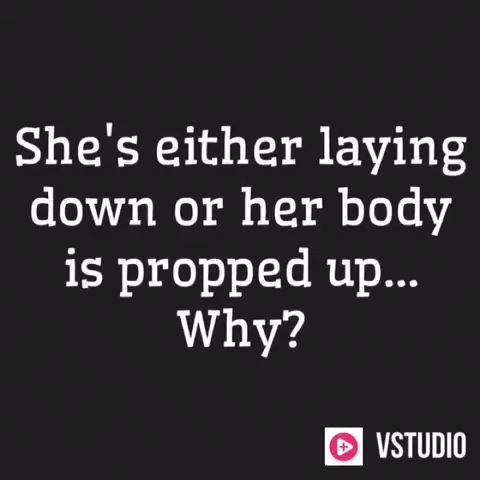 She's either laying
down or her body
is propped up...
Why?
VSTUDIO